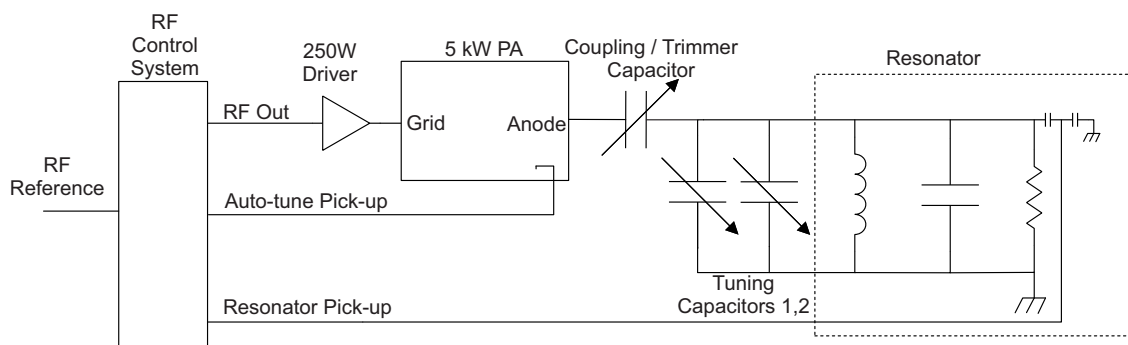 RF
Control
System
250W
Driver
5 kW PA
Coupling / Trimmer
Capacitor
Resonator
RF Out
Grid
Anode
RF
Reference
Auto-tune Pick-up
Tuning
Capacitors 1,2
Resonator Pick-up